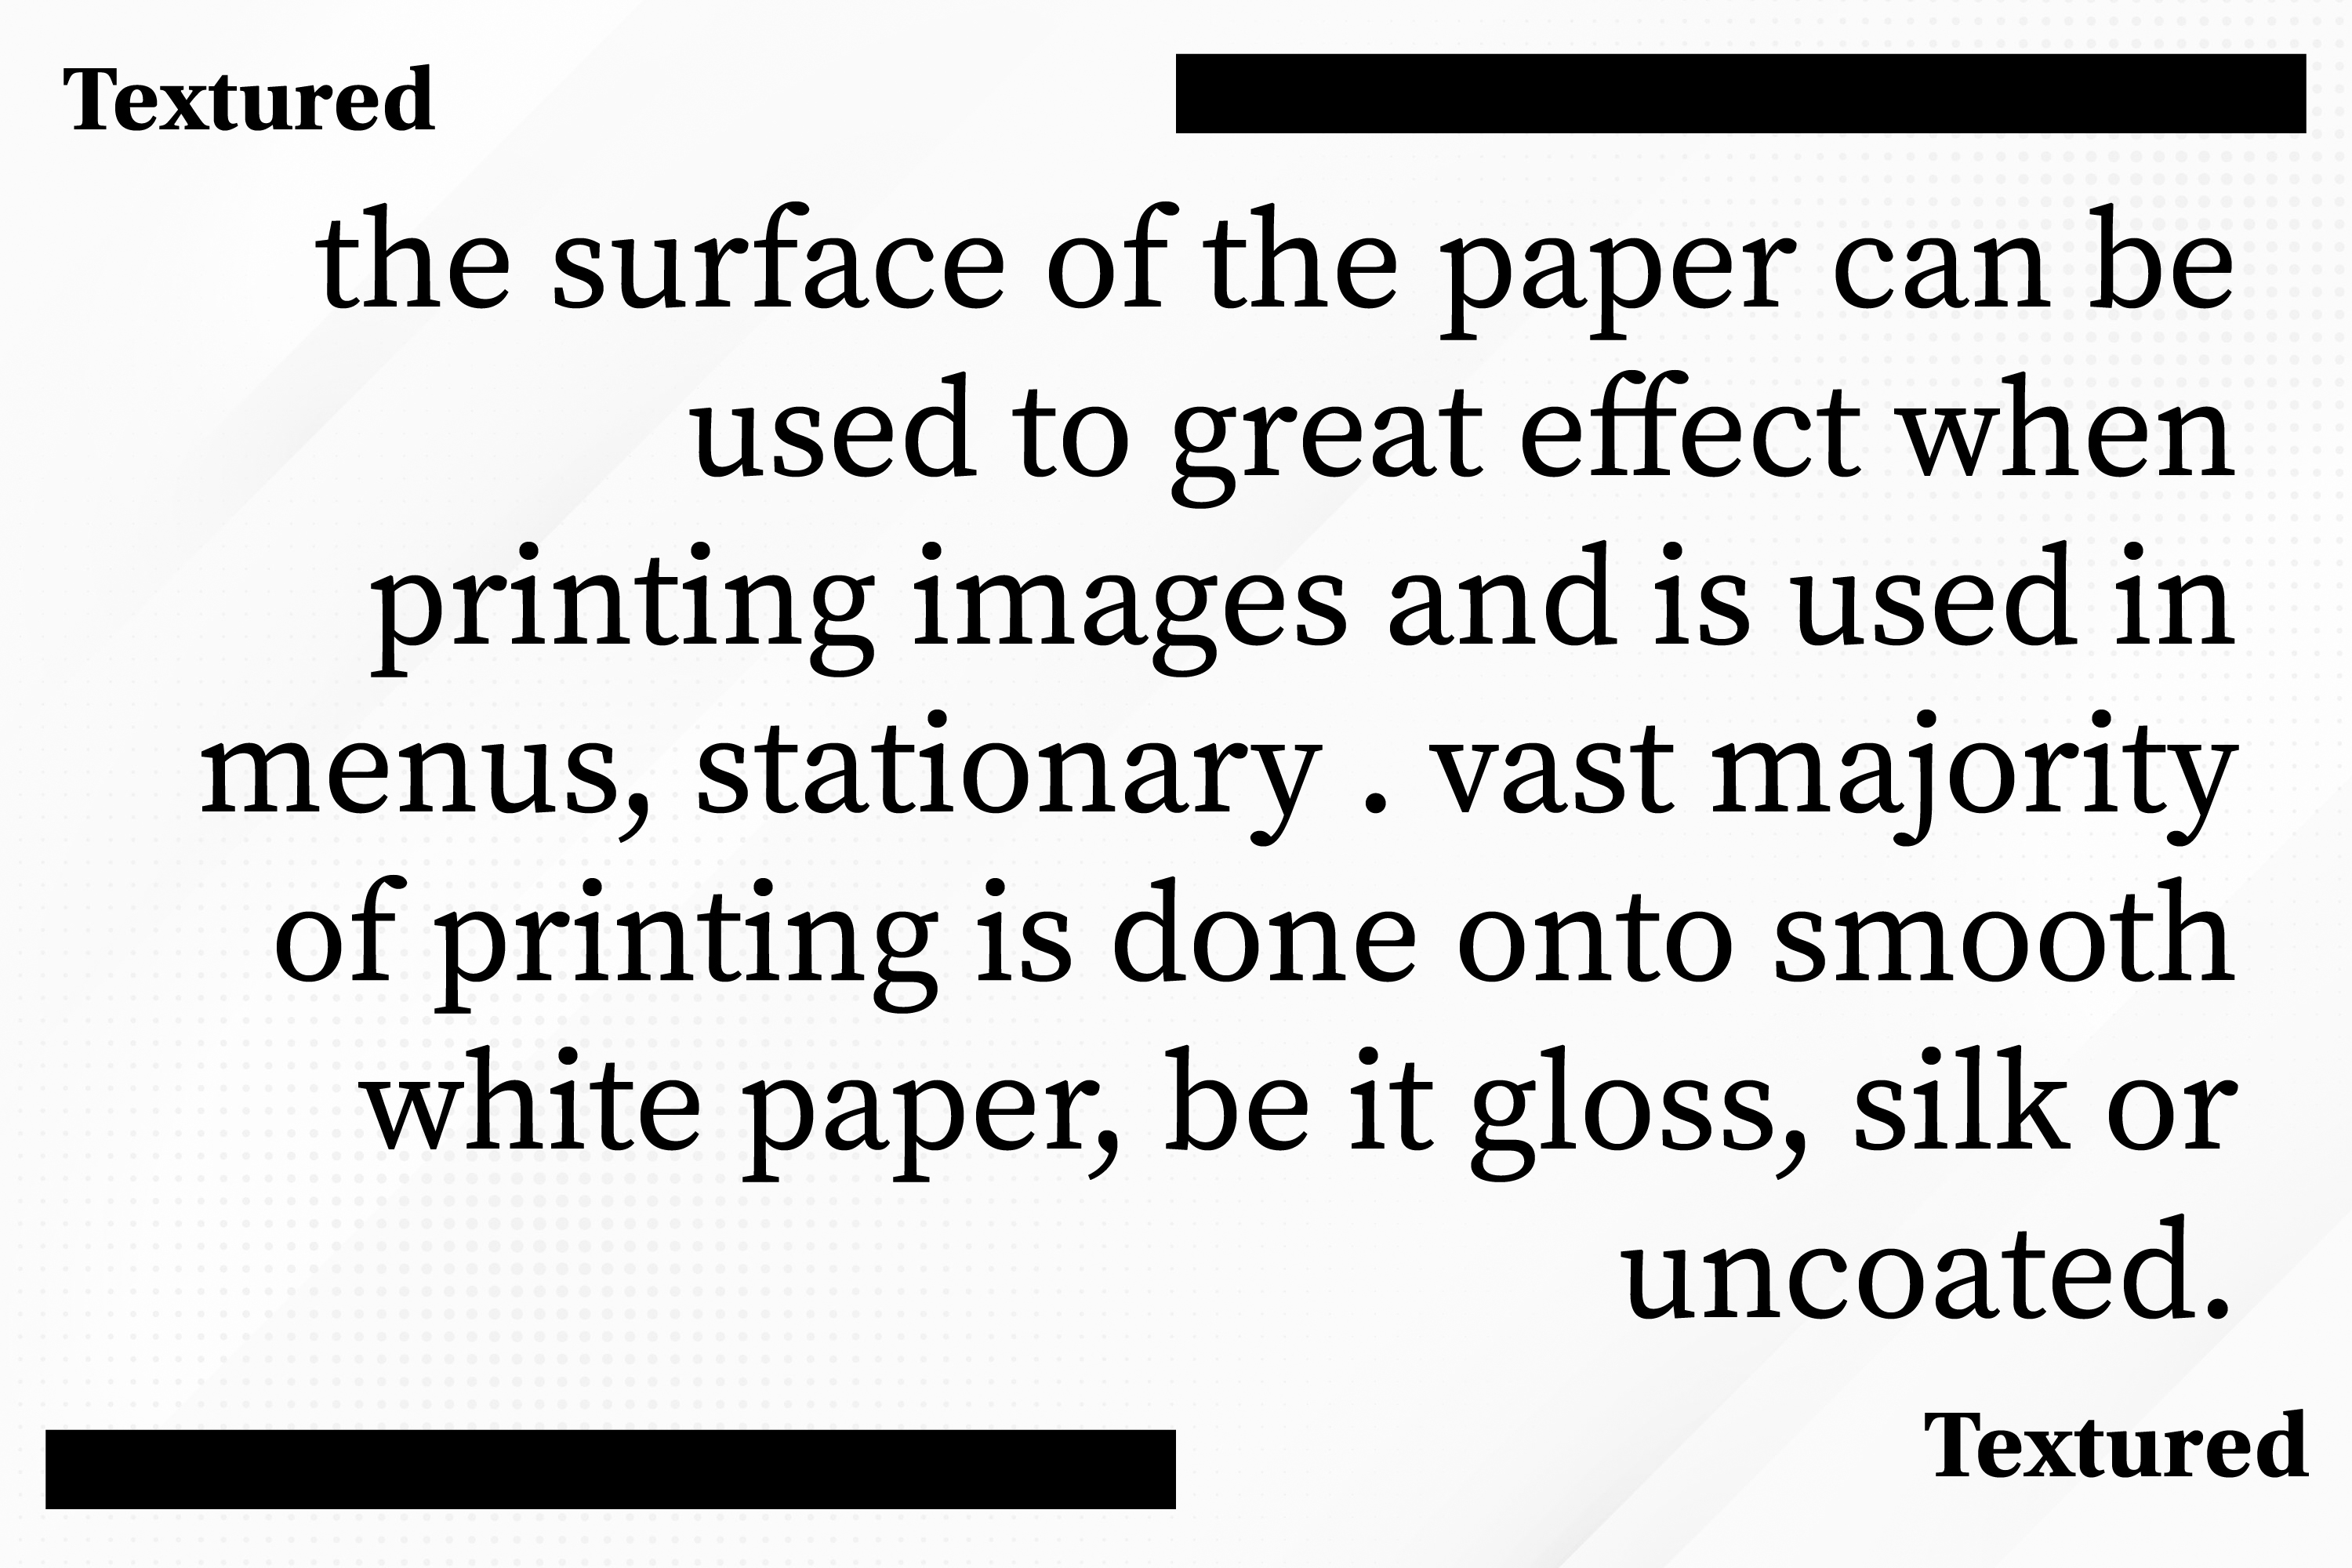 Textured
the surface of the paper can be
used to great effect when
printing images and is used in
menus, stationary . vast majority
of printing is done onto smooth
white paper, be it gloss, silk or
uncoated.
Textured